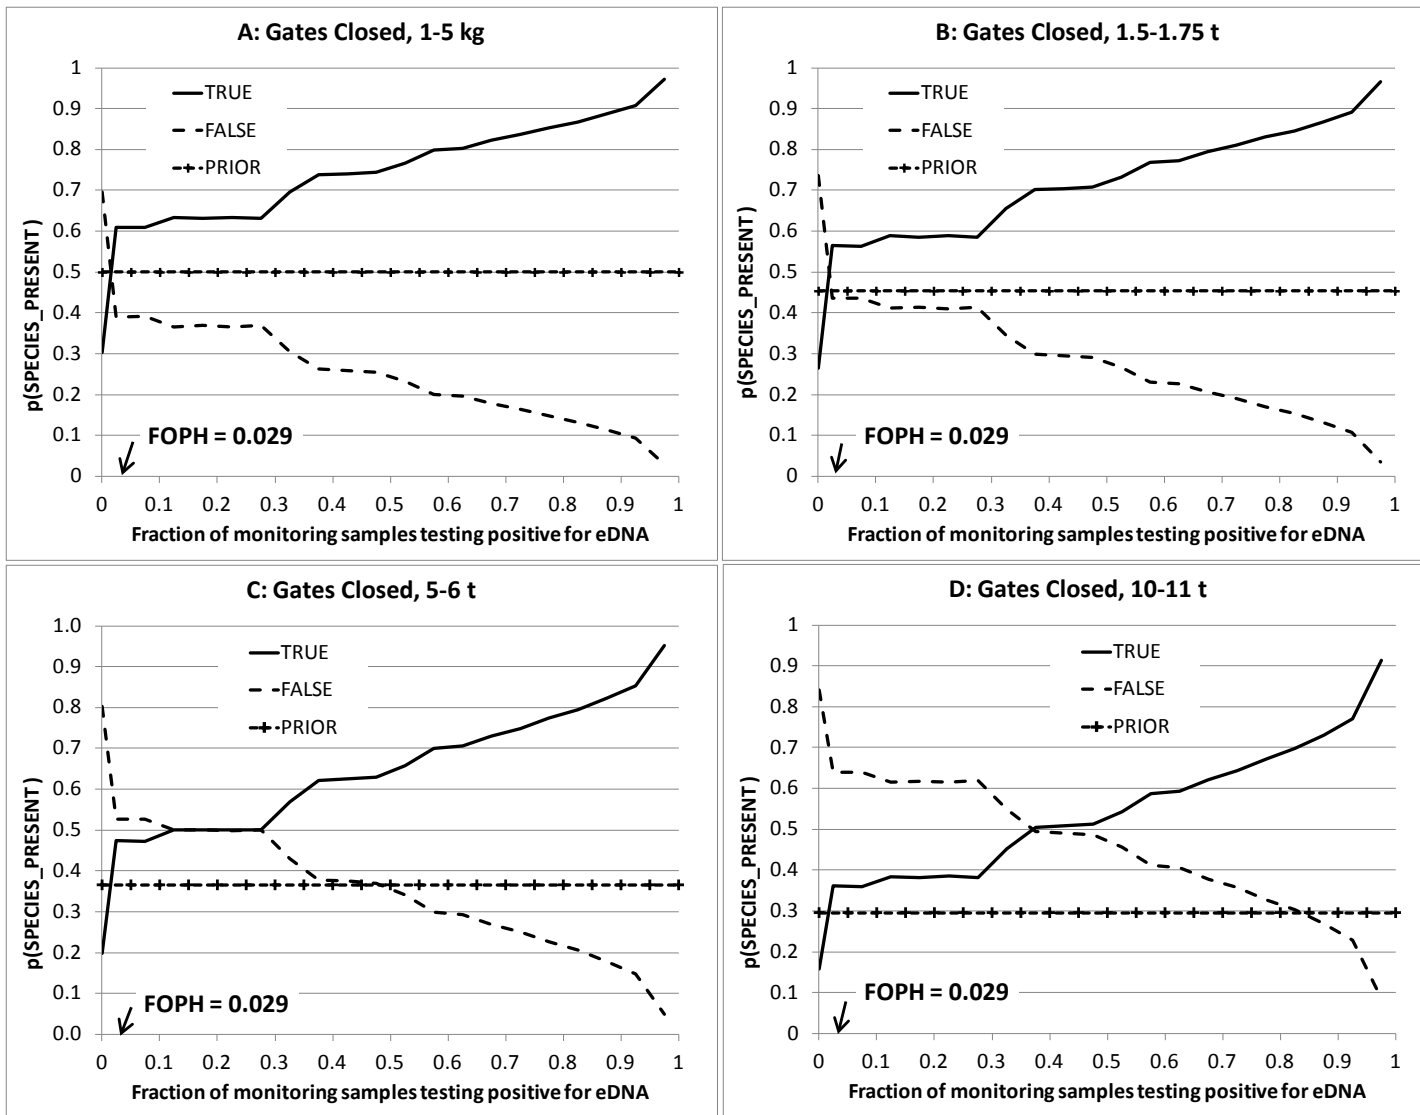 A: Gates Closed, 1-5 kg
p(SPECIES_PRESENT )
1
0.9
0.8
0.7
0.6
0.5
0.4
0.3
0.2
0.1
0
TRUE
FALSE
PRIOR
FOPH = 0.029
0 0.1 0.2 0.3 0.4 0.5 0.6 0.7 0.8 0.9 1
Fraction of monitoring samples testing positive for eDNA
B: Gates Closed, 1.5-1.75 t
p(SPECIES_PRESENT )
1
0.9
0.8
0.7
0.6
0.5
0.4
0.3
0.2
0.1
0
TRUE
FALSE
PRIOR
FOPH = 0.029
0 0.1 0.2 0.3 0.4 0.5 0.6 0.7 0.8 0.9 1
Fraction of monitoring samples testing positive for eDNA
C: Gates Closed, 5-6 t
p(SPECIES_PRESENT )
1.0
0.9
0.8
0.7
0.6
0.5
0.4
0.3
0.2
0.1
0.0
TRUE
FALSE
PRIOR
FOPH = 0.029
0 0.1 0.2 0.3 0.4 0.5 0.6 0.7 0.8 0.9 1
Fraction of monitoring samples testing positive for eDNA
D: Gates Closed, 10-11 t
p(SPECIES_PRESENT )
1
0.9
0.8
0.7
0.6
0.5
0.4
0.3
0.2
0.1
0
TRUE
FALSE
PRIOR
FOPH = 0.029
0 0.1 0.2 0.3 0.4 0.5 0.6 0.7 0.8 0.9 1
Fraction of monitoring samples testing positive for eDNA